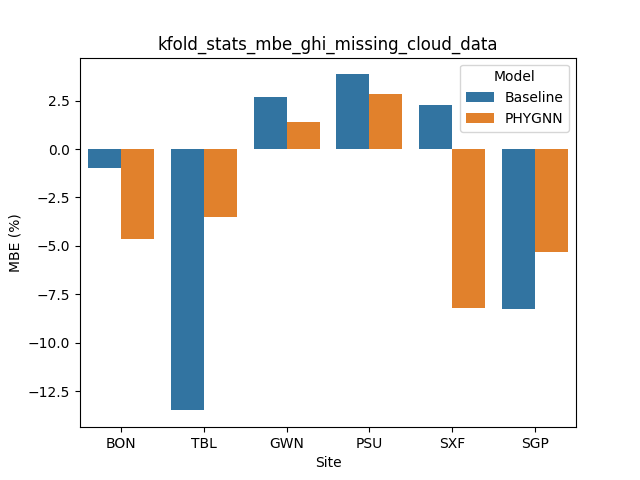 kfold_stats_mbe_ghi_missing_cloud_data
Model
Baseline
PHYGNN
2.5
0.0
−2.5
−5.0
−7.5
−10.0
−12.5
MBE (%)
BON TBL GWN PSU SXF SGP
Site